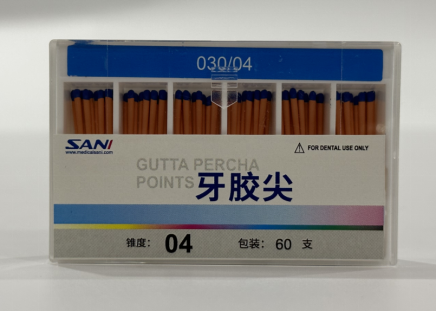 030/04
SANI
www.medicalsani.com
FOR DENTAL USE ONLY
GUTTA PERCHA
POINTS
牙胶尖
锥度: 04 包装: 60 支